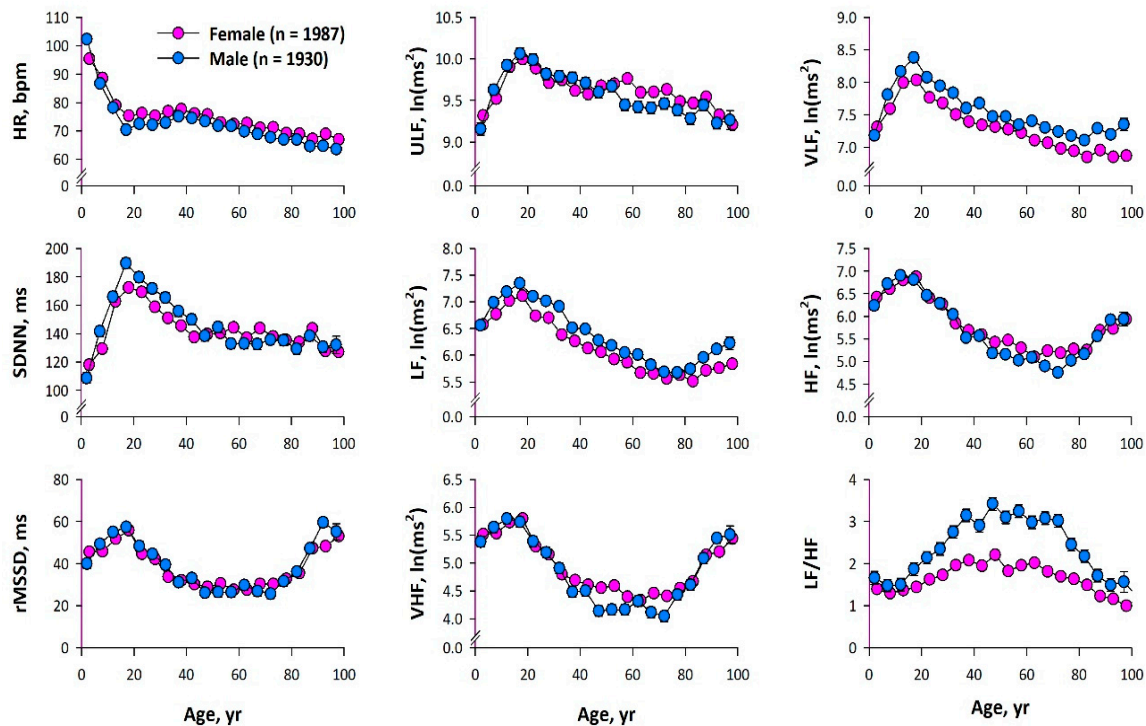 HR, bpm
110
100
90
80
70
60
0
0 20 40 60 80 100
Female (n = 1987)
Male (n = 1930)
ULF, ln(ms²)
10.5
10.0
9.5
9.0
0.0
0 20 40 60 80 100
VLF, ln(ms²)
9.0
8.5
8.0
7.5
7.0
0.0
0 20 40 60 80 100
SDNN, ms
200
180
160
140
120
100
0
0 20 40 60 80 100
LF, ln(ms²)
8.0
7.5
7.0
6.5
6.0
5.5
0.0
0 20 40 60 80 100
HF, ln(ms²)
7.5
7.0
6.5
6.0
5.5
5.0
4.5
0.0
0 20 40 60 80 100
rMSSD, ms
80
60
40
20
0
0 20 40 60 80 100
Age, yr
VHF, ln(ms²)
6.5
6.0
5.5
5.0
4.5
4.0
0.0
0 20 40 60 80 100
Age, yr
LF/HF
4
3
2
1
0
0 20 40 60 80 100
Age, yr